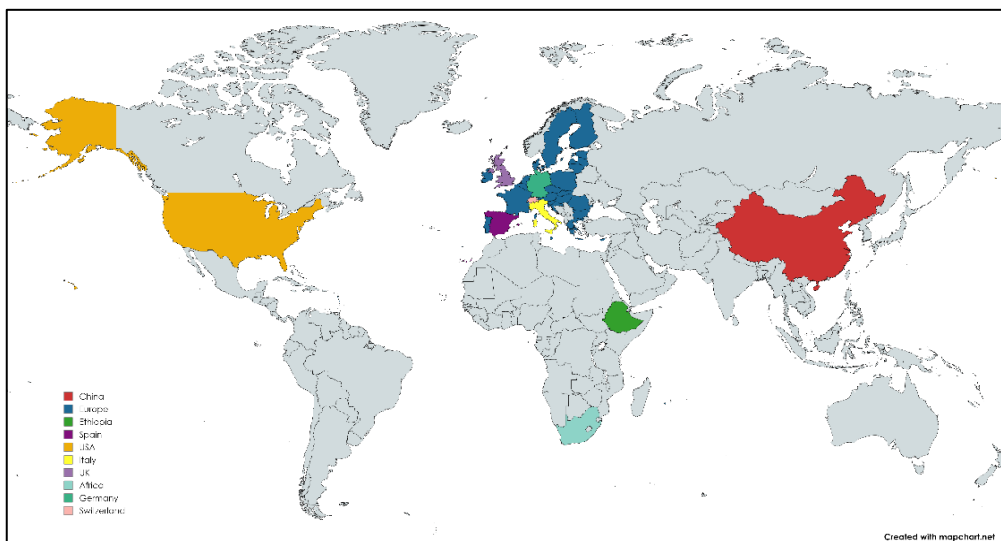 China
Europe
Ethiopia
Spain
USA
Italy
UK
Africa
Germany
Switzerland
Created with mapchart.net